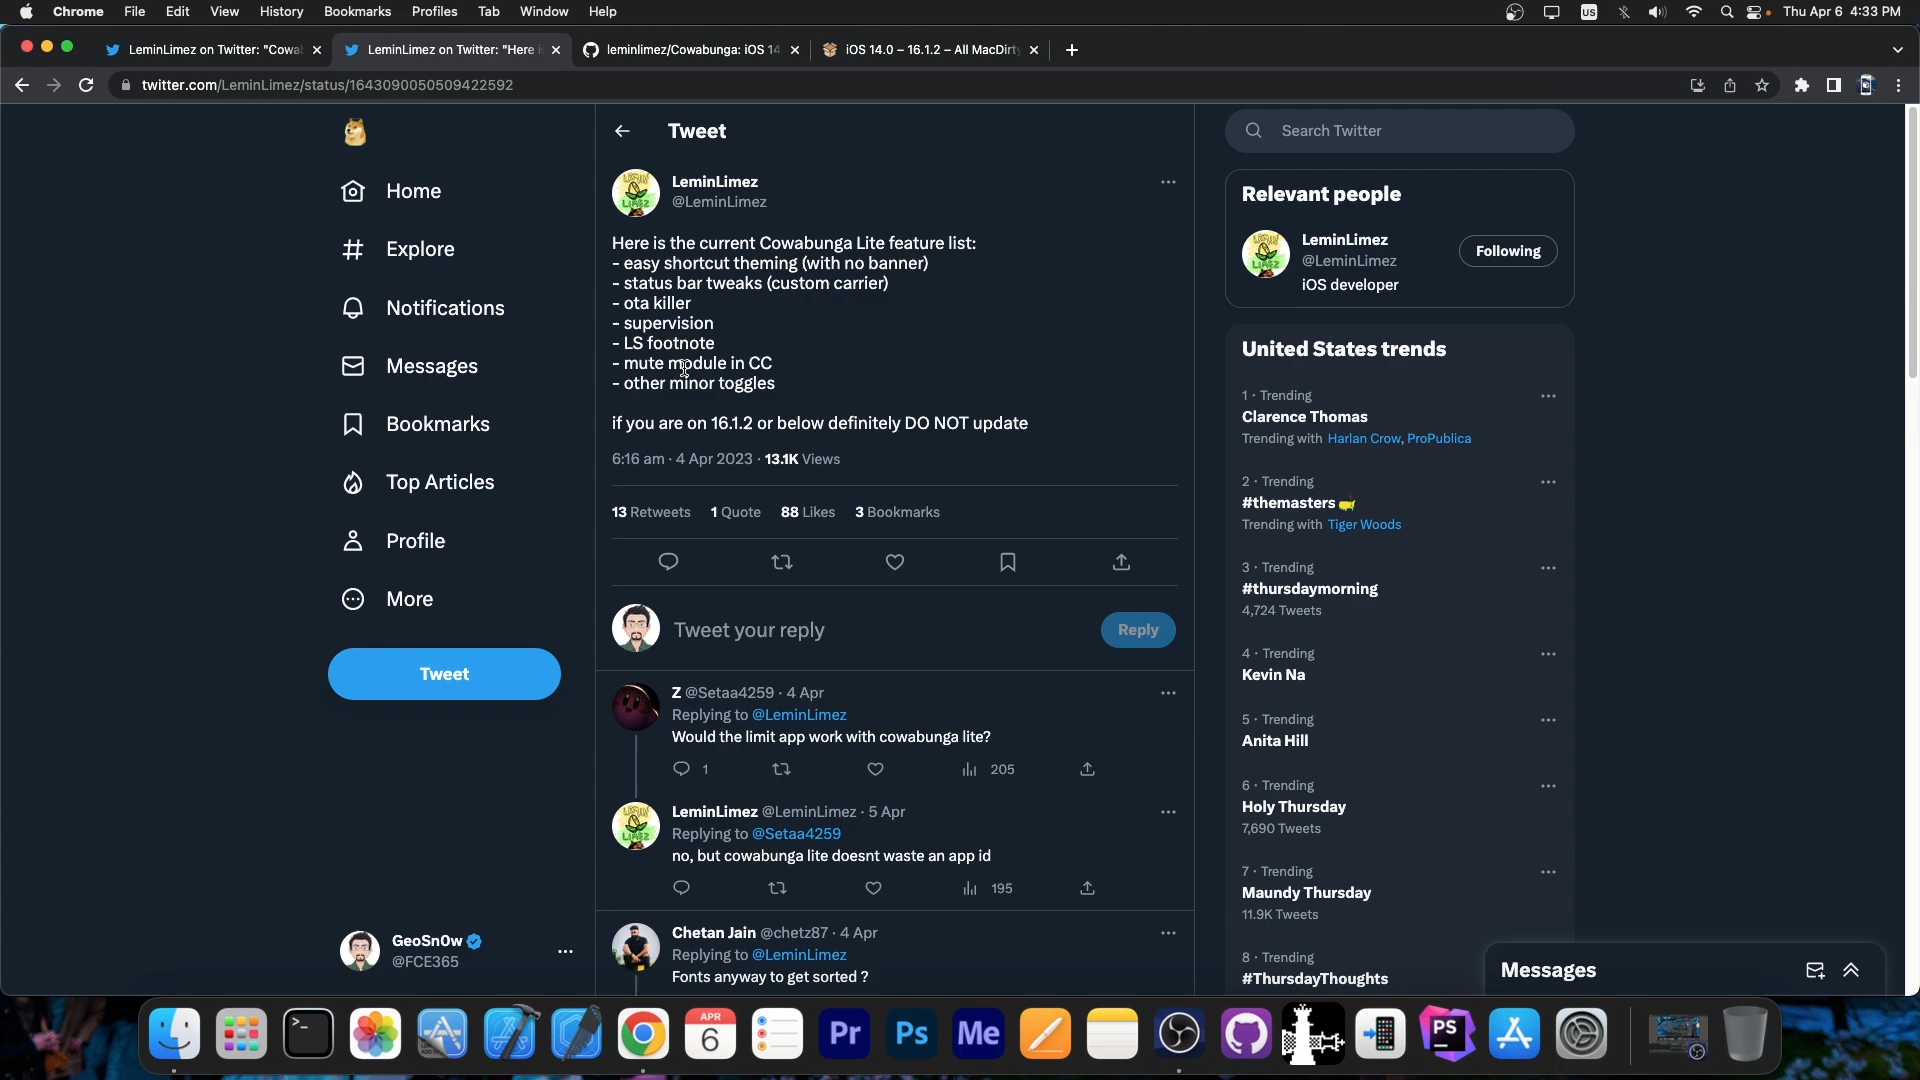 Chrome File Edit View History Bookmarks Profiles Tab Window Help
US
Thu Apr 6 4:33 PM
LeminLimez on Twitter: "Cowa
LeminLimez on Twitter: "Here i
leminlimez/Cowabunga: iOS 14
iOS 14.0 – 16.1.2 – All MacDirty
twitter.com/LeminLimez/status/1643090050509422592
Home
Explore
Notifications
Messages
Bookmarks
Top Articles
Profile
More
Tweet
GeoSn0w
@FCE365
Tweet
LeminLimez
@LeminLimez
Here is the current Cowabunga Lite feature list:
- easy shortcut theming (with no banner)
- status bar tweaks (custom carrier)
- ota killer
- supervision
- LS footnote
- mute module in CC
- other minor toggles
if you are on 16.1.2 or below definitely DO NOT update
6:16 am · 4 Apr 2023 · 13.1K Views
13 Retweets 1 Quote 88 Likes 3 Bookmarks
Tweet your reply
Reply
Z @Setaa4259 · 4 Apr
Replying to @LeminLimez
Would the limit app work with cowabunga lite?
1 205
LeminLimez @LeminLimez · 5 Apr
Replying to @Setaa4259
no, but cowabunga lite doesnt waste an app id
195
Chetan Jain @chetz87 · 4 Apr
Replying to @LeminLimez
Fonts anyway to get sorted ?
Search Twitter
Relevant people
LeminLimez
@LeminLimez
Following
iOS developer
United States trends
1 · Trending
Clarence Thomas
Trending with Harlan Crow, ProPublica
2 · Trending
#themasters
Trending with Tiger Woods
3 · Trending
#thursdaymorning
4,724 Tweets
4 · Trending
Kevin Na
5 · Trending
Anita Hill
6 · Trending
Holy Thursday
7,690 Tweets
7 · Trending
Maundy Thursday
11.9K Tweets
8 · Trending
#ThursdayThoughts
Messages
APR
6
Pr
Ps
Me
PS